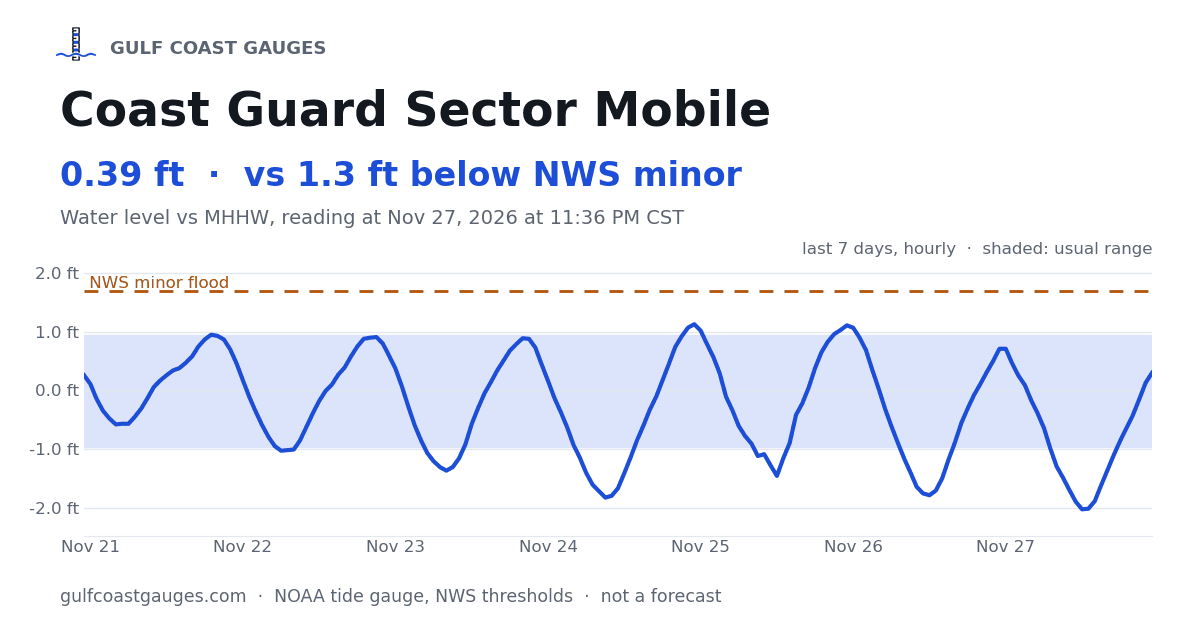 GULF COAST GAUGES
Coast Guard Sector Mobile
0.39 ft · vs 1.3 ft below NWS minor
Water level vs MHHW, reading at Nov 27, 2026 at 11:36 PM CST
last 7 days, hourly · shaded: usual range
2.0 ft
NWS minor flood
1.0 ft
0.0 ft
-1.0 ft
-2.0 ft
Nov 21 Nov 22 Nov 23 Nov 24 Nov 25 Nov 26 Nov 27
gulfcoastgauges.com · NOAA tide gauge, NWS thresholds · not a forecast